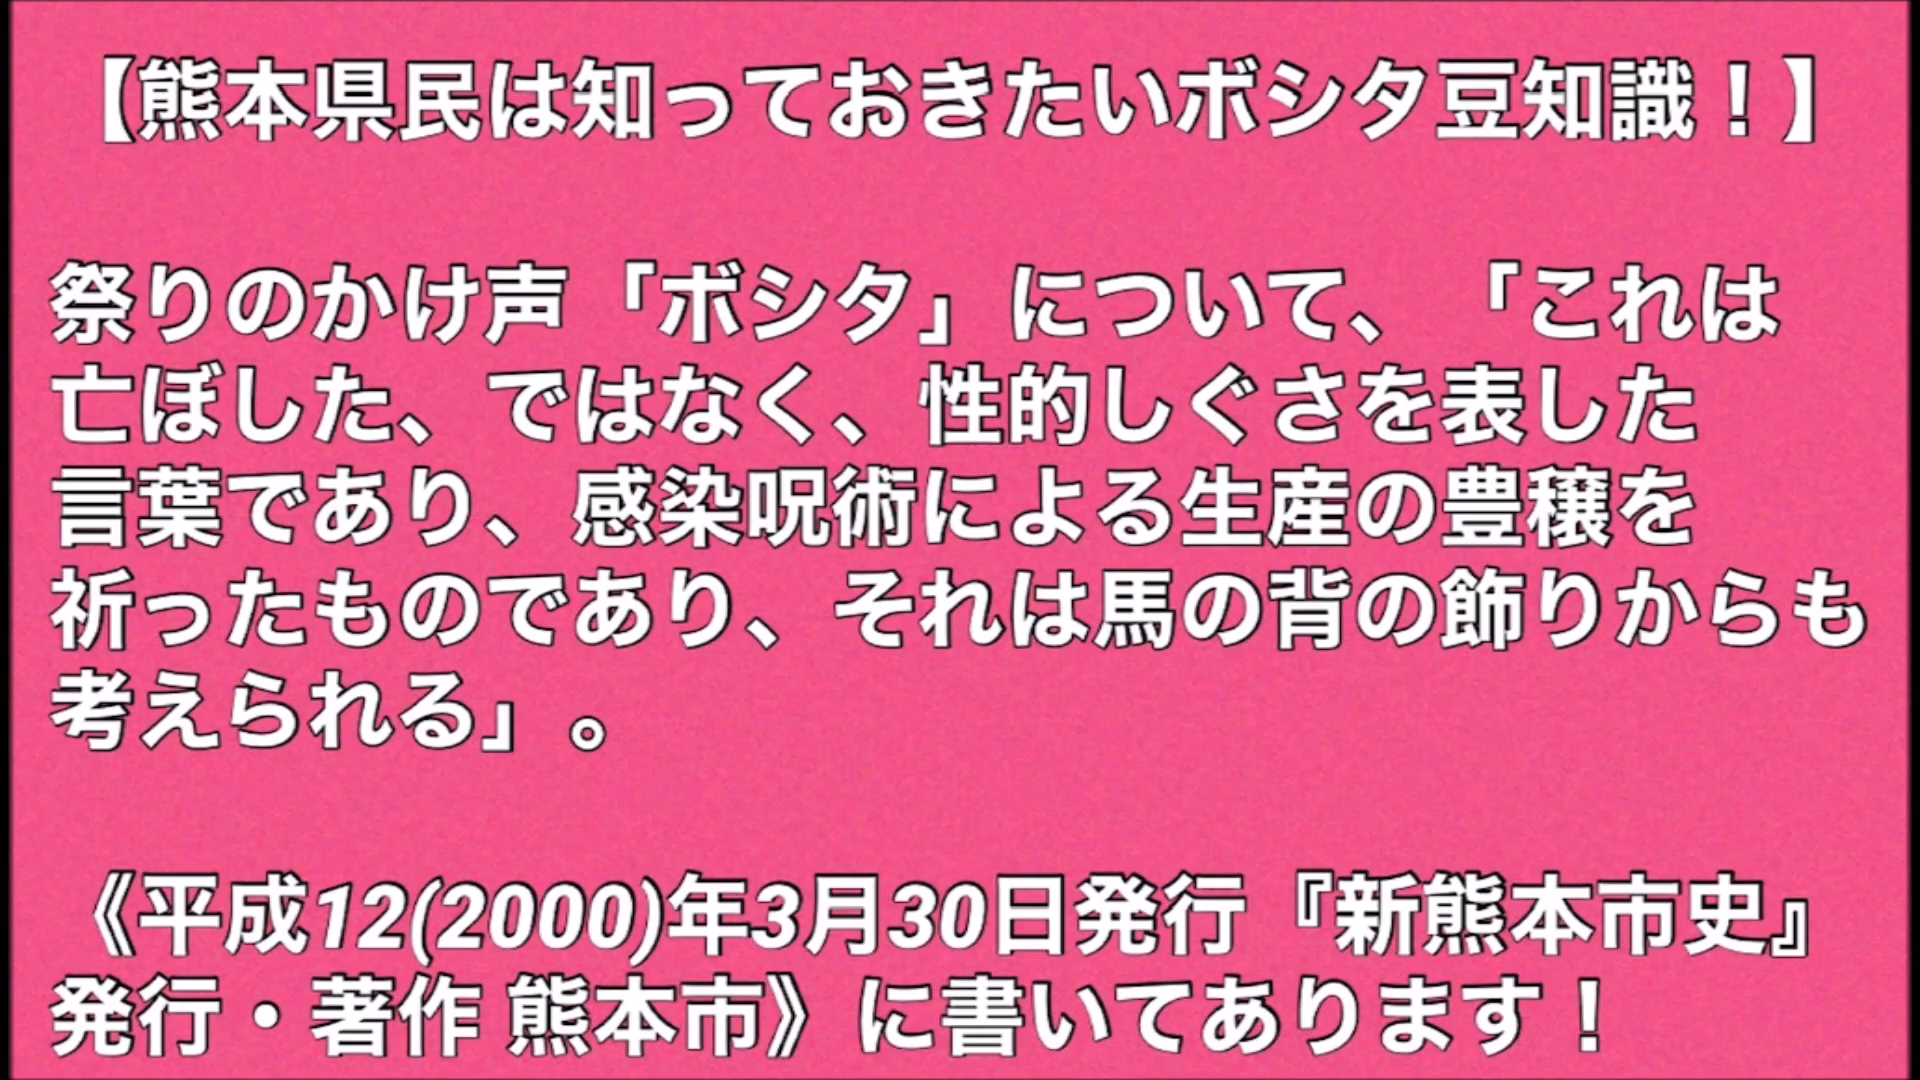 【熊本県民は知っておきたいボシタ豆知識！】
祭りのかけ声「ボシタ」について、「これは
亡ぼした、ではなく、性的しぐさを表した
言葉であり、感染呪術による生産の豊穣を
祈ったものであり、それは馬の背の飾りからも
考えられる」。
《平成12(2000)年3月30日発行『新熊本市史』
発行・著作 熊本市》に書いてあります！